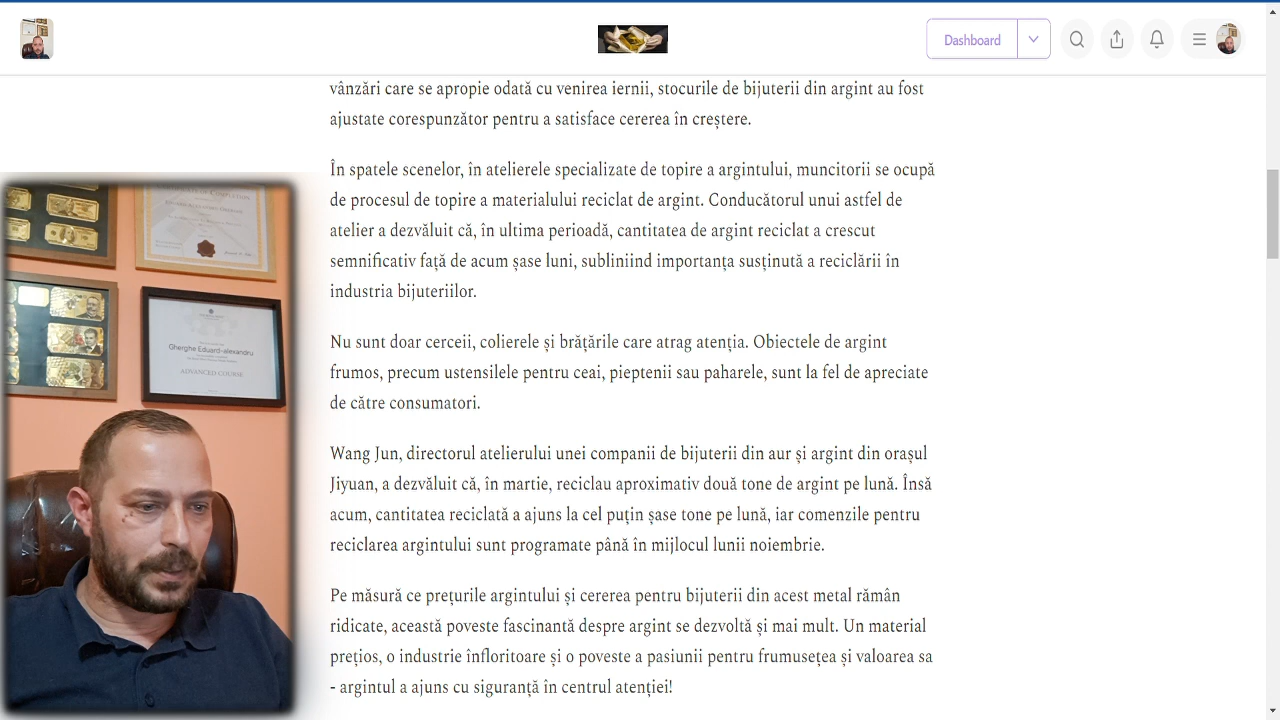 Dashboard
vânzări care se apropie odată cu venirea iernii, stocurile de bijuterii din argint au fost
ajustate corespunzător pentru a satisface cererea în creștere.
În spatele scenelor, în atelierele specializate de topire a argintului, muncitorii se ocupă
de procesul de topire a materialului reciclat de argint. Conducătorul unui astfel de
atelier a dezvăluit că, în ultima perioadă, cantitatea de argint reciclat a crescut
semnificativ față de acum șase luni, subliniind importanța susținută a reciclării în
industria bijuteriilor.
Nu sunt doar cerceii, colierele și brățările care atrag atenția. Obiectele de argint
frumos, precum ustensilele pentru ceai, pieptenii sau paharele, sunt la fel de apreciate
de către consumatori.
Wang Jun, directorul atelierului unei companii de bijuterii din aur și argint din orașul
Jiyuan, a dezvăluit că, în martie, reciclau aproximativ două tone de argint pe lună. Însă
acum, cantitatea reciclată a ajuns la cel puțin șase tone pe lună, iar comenzile pentru
reciclarea argintului sunt programate până în mijlocul lunii noiembrie.
Pe măsură ce prețurile argintului și cererea pentru bijuterii din acest metal rămân
ridicate, această poveste fascinantă despre argint se dezvoltă și mai mult. Un material
prețios, o industrie înfloritoare și o poveste a pasiunii pentru frumusețea și valoarea sa
- argintul a ajuns cu siguranță în centrul atenției!
Gherghe Eduard-alexandru
ADVANCED COURSE